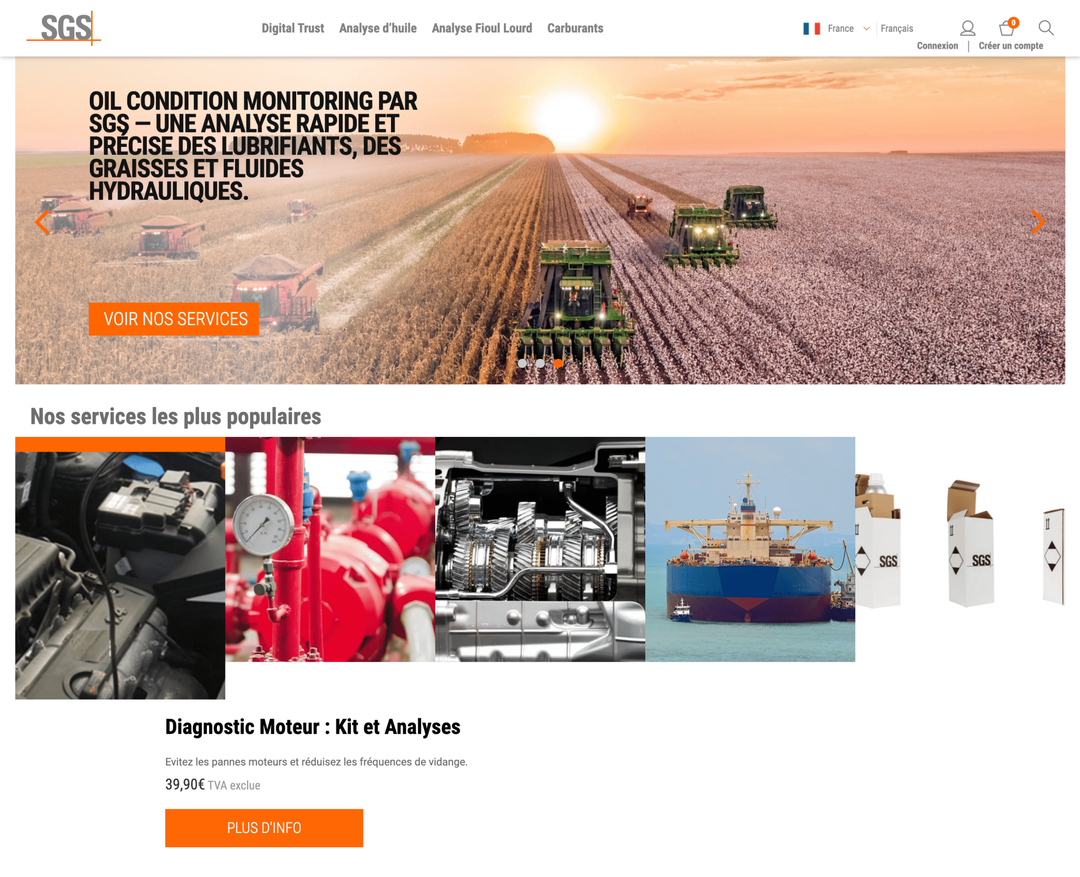 SGS
Digital Trust
Analyse d'huile
Analyse Fioul Lourd
Carburants
France
Français
0
Connexion
Créer un compte
OIL CONDITION MONITORING PAR
SGS – UNE ANALYSE RAPIDE ET
PRÉCISE DES LUBRIFIANTS, DES
GRAISSES ET FLUIDES
HYDRAULIQUES.
VOIR NOS SERVICES
Nos services les plus populaires
SGS
SGS
Diagnostic Moteur : Kit et Analyses
Evitez les pannes moteurs et réduisez les fréquences de vidange.
39,90€ TVA exclue
PLUS D'INFO